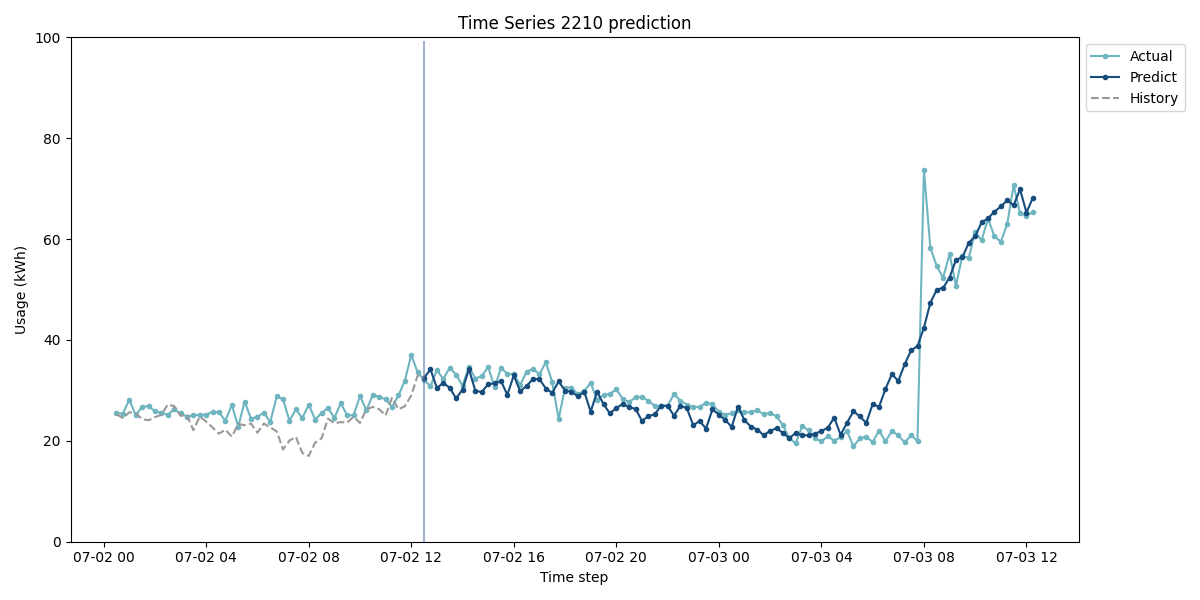 Time Series 2210 prediction
100
80
60
40
20
0
Usage (kWh)
07-02 00
07-02 04
07-02 08
07-02 12
07-02 16
07-02 20
07-03 00
07-03 04
07-03 08
07-03 12
Time step
Actual
Predict
History